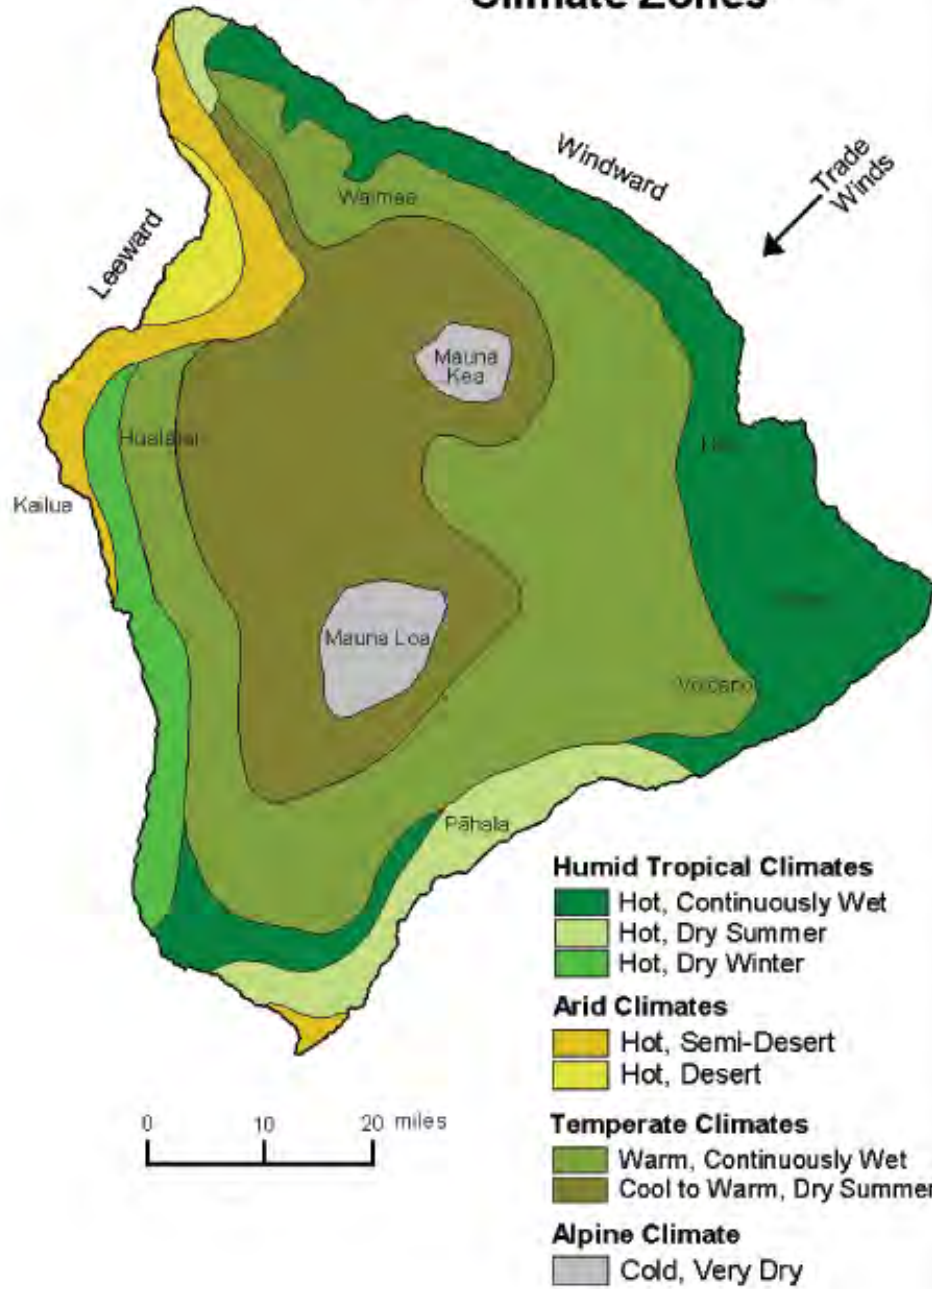 Climate Zones
Windward
Trade
Winds
Waimea
Leeward
Mauna
Kea
Hualālai
Hilo
Kailua
Mauna Loa
Volcano
Pāhala
Humid Tropical Climates
Hot, Continuously Wet
Hot, Dry Summer
Hot, Dry Winter
Arid Climates
Hot, Semi-Desert
Hot, Desert
0 10 20 miles
Temperate Climates
Warm, Continuously Wet
Cool to Warm, Dry Summer
Alpine Climate
Cold, Very Dry